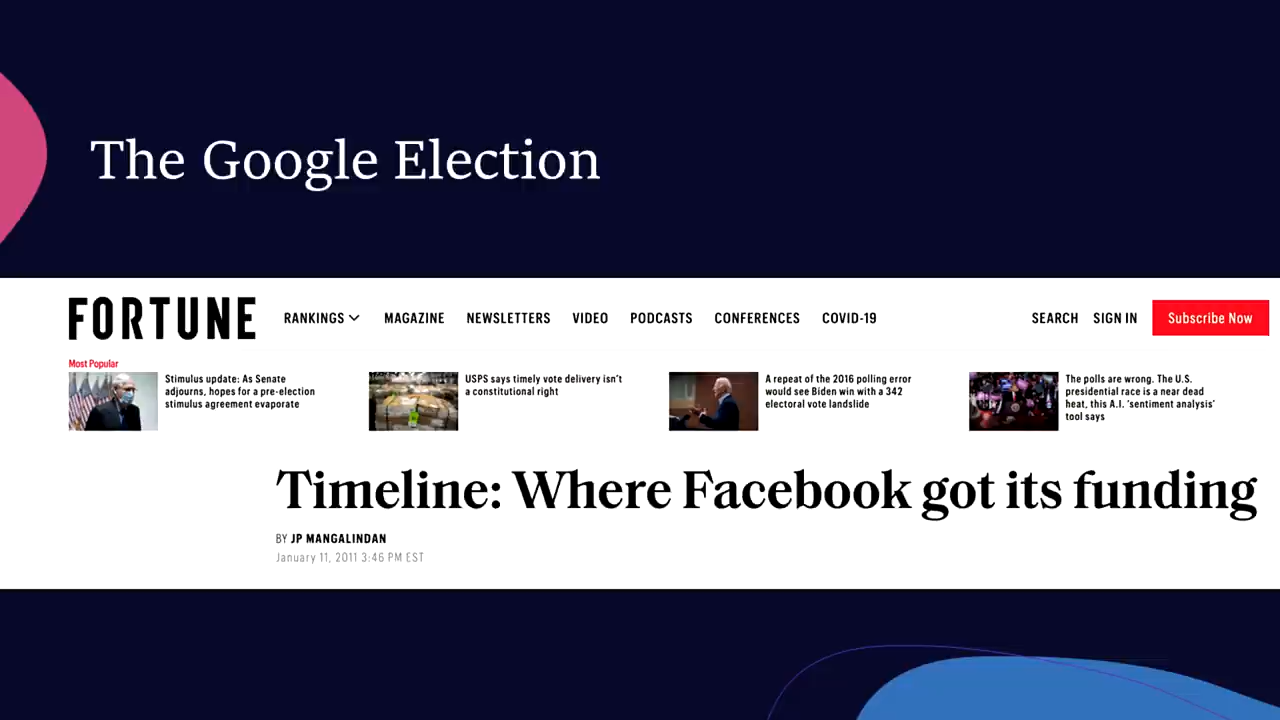 The Google Election
FORTUNE
RANKINGS MAGAZINE NEWSLETTERS VIDEO PODCASTS CONFERENCES COVID-19 SEARCH SIGN IN Subscribe Now
Most Popular
Stimulus update: As Senate
adjourns, hopes for a pre-election
stimulus agreement evaporate
USPS says timely vote delivery isn't
a constitutional right
A repeat of the 2016 polling error
would see Biden win with a 342
electoral vote landslide
The polls are wrong. The U.S.
presidential race is a near dead
heat, this A.I. 'sentiment analysis'
tool says
Timeline: Where Facebook got its funding
BY JP MANGALINDAN
January 11, 2011 3:46 PM EST